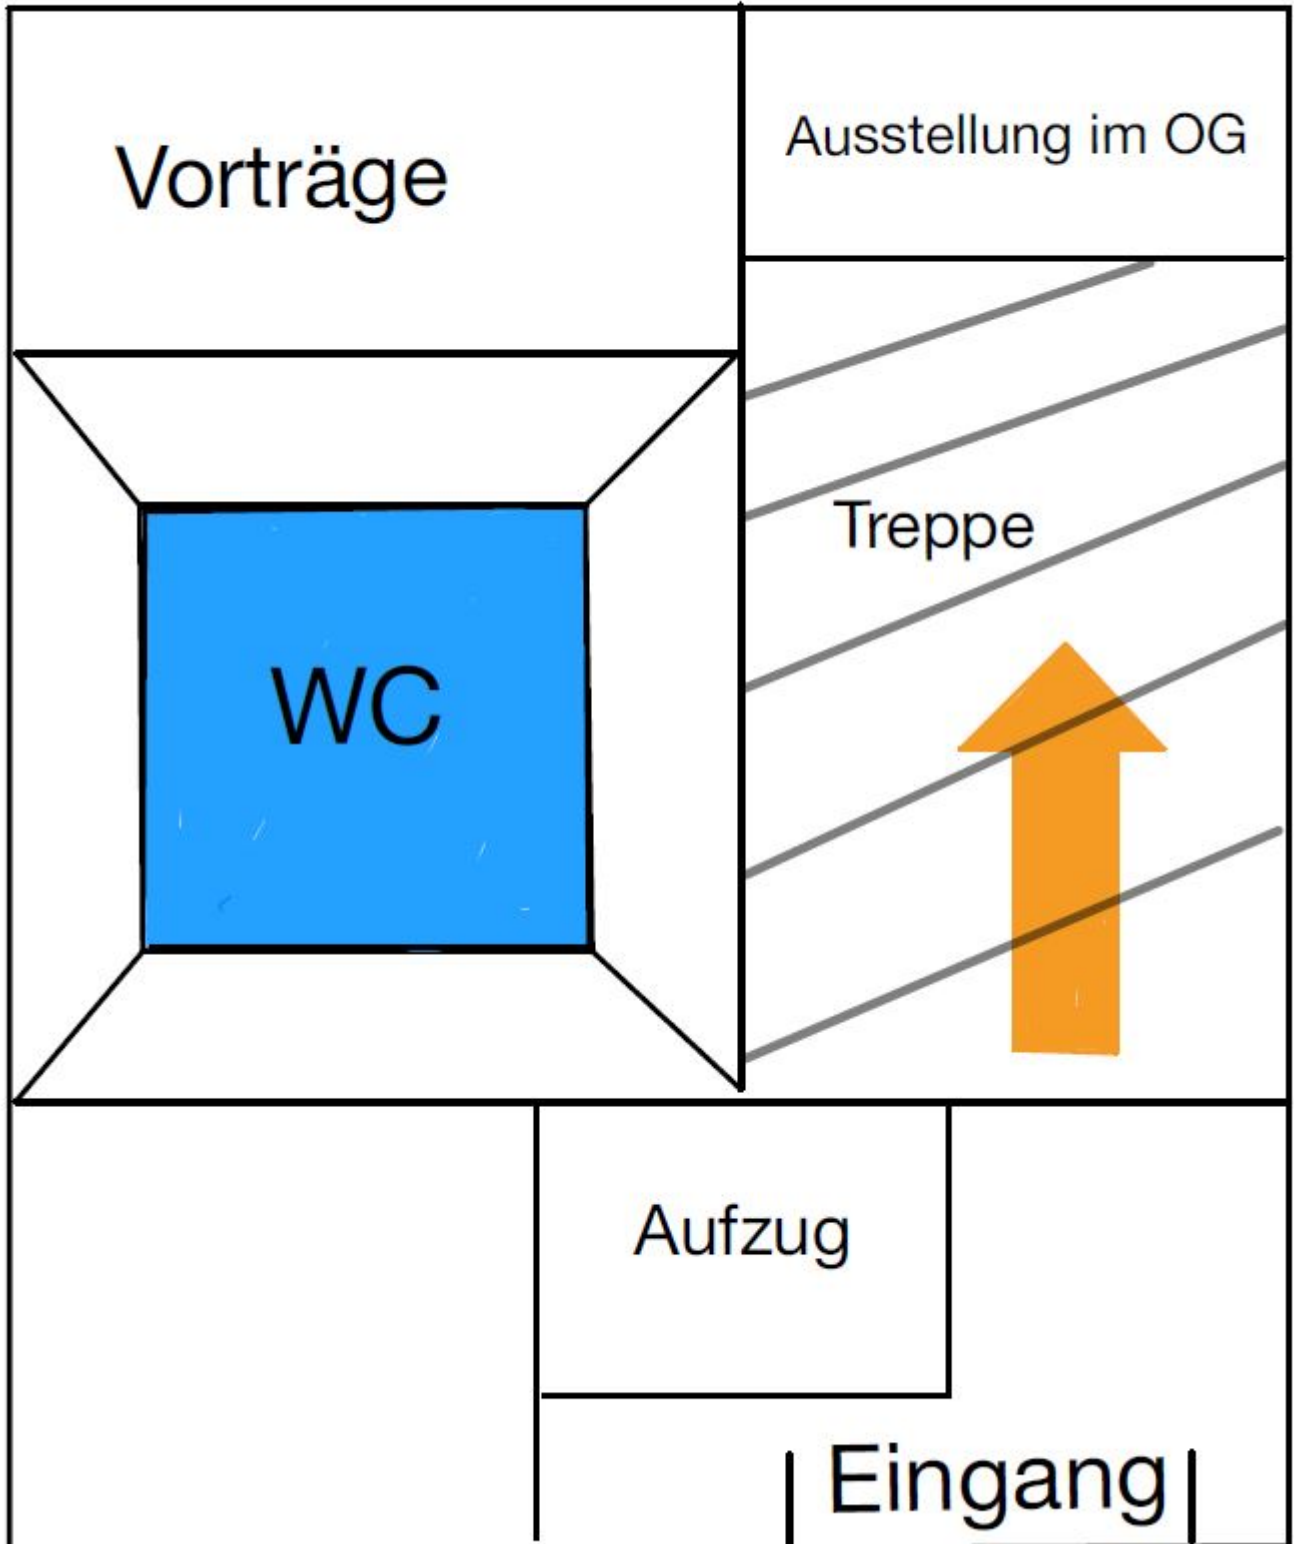 Vorträge
Ausstellung im OG
Treppe
WC
Aufzug
Eingang